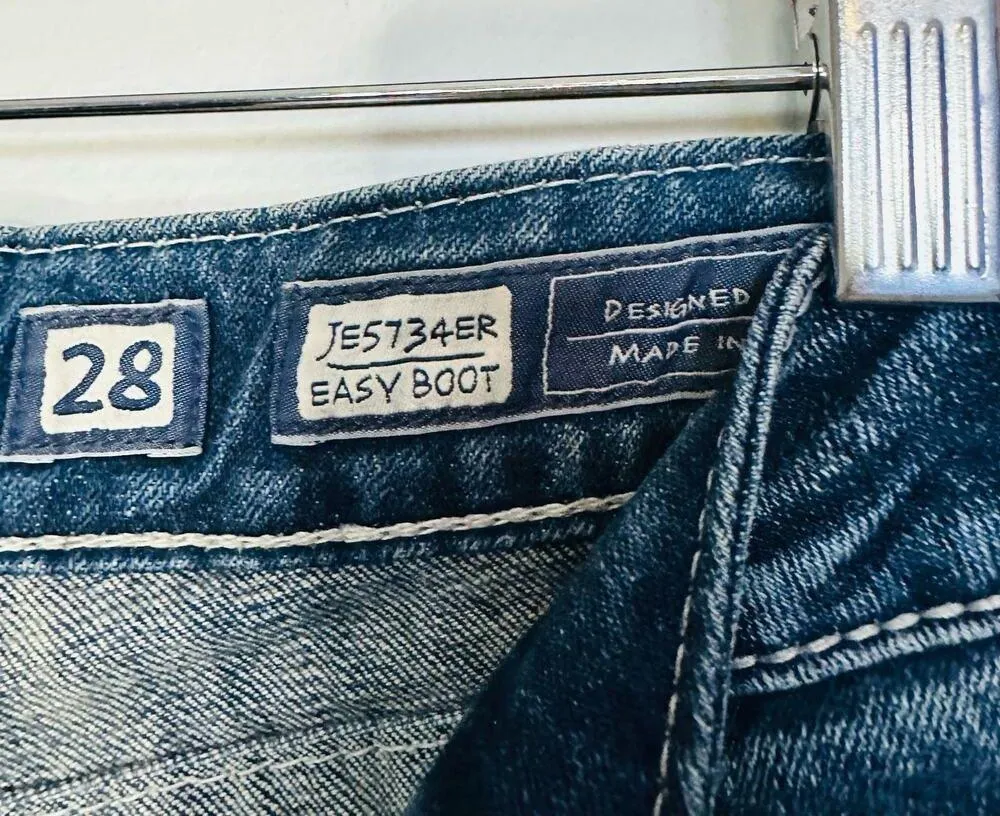 28
JE5734ER
EASY BOOT
DESIGNED
MADE IN